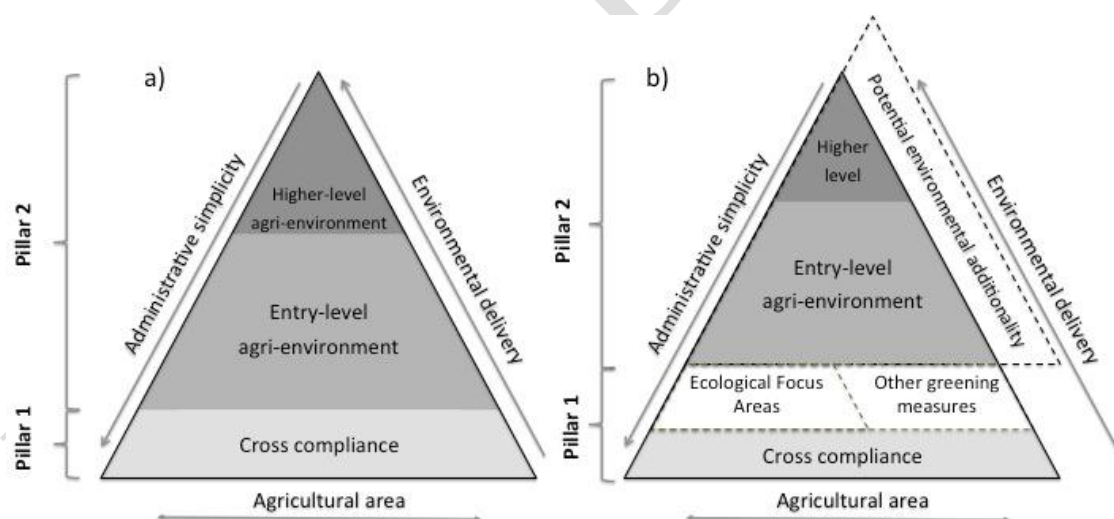 a)
Pillar 2
Pillar 1
Administrative simplicity
Environmental delivery
Higher-level
agri-environment
Entry-level
agri-environment
Cross compliance
Agricultural area
b)
Pillar 2
Pillar 1
Administrative simplicity
Potential environmental additionality
Environmental delivery
Higher
level
Entry-level
agri-environment
Ecological Focus
Areas
Other greening
measures
Cross compliance
Agricultural area